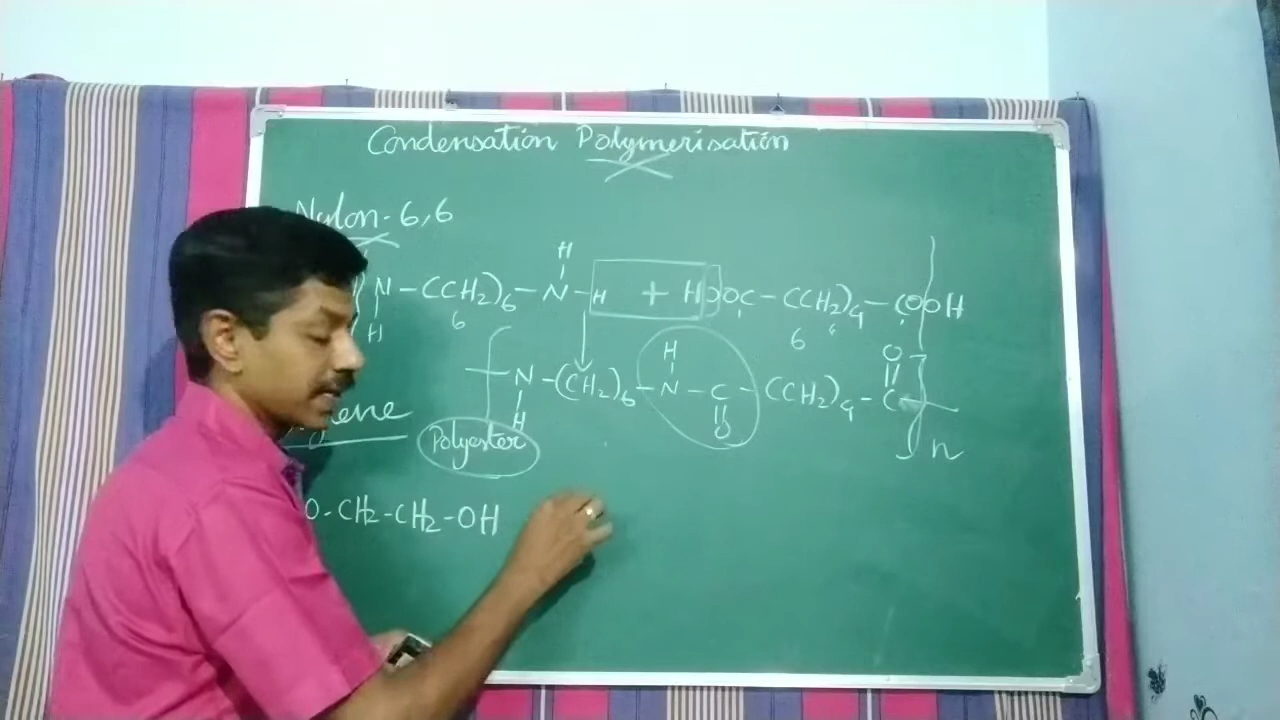 Condensation Polymerisation
Nylon-6,6
H
N-(CH2)6-N-H + HOOC-(CH2)4-COOH
H 6 6
H O
N-(CH2)6-N-C-(CH2)4-C
H O n
Polyester
O-CH2-CH2-OH